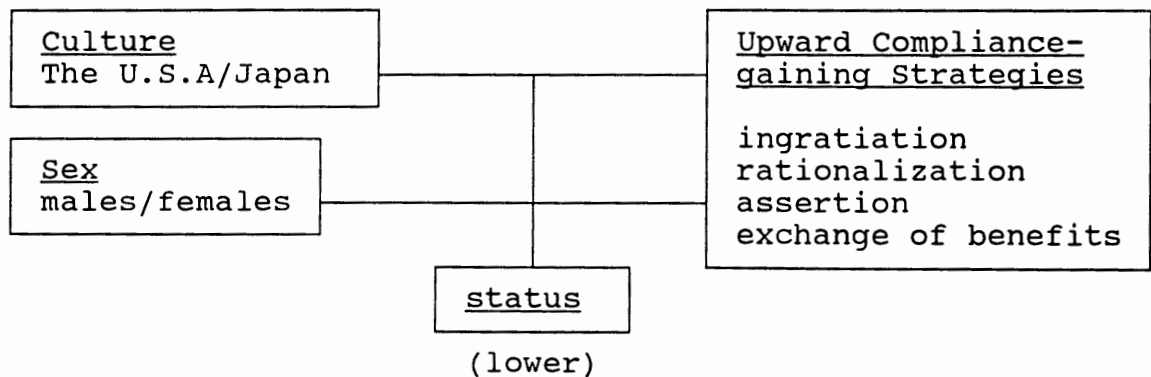 Culture
The U.S.A/Japan
Sex
males/females
Upward Compliance-
gaining Strategies
ingratiation
rationalization
assertion
exchange of benefits
status
(lower)